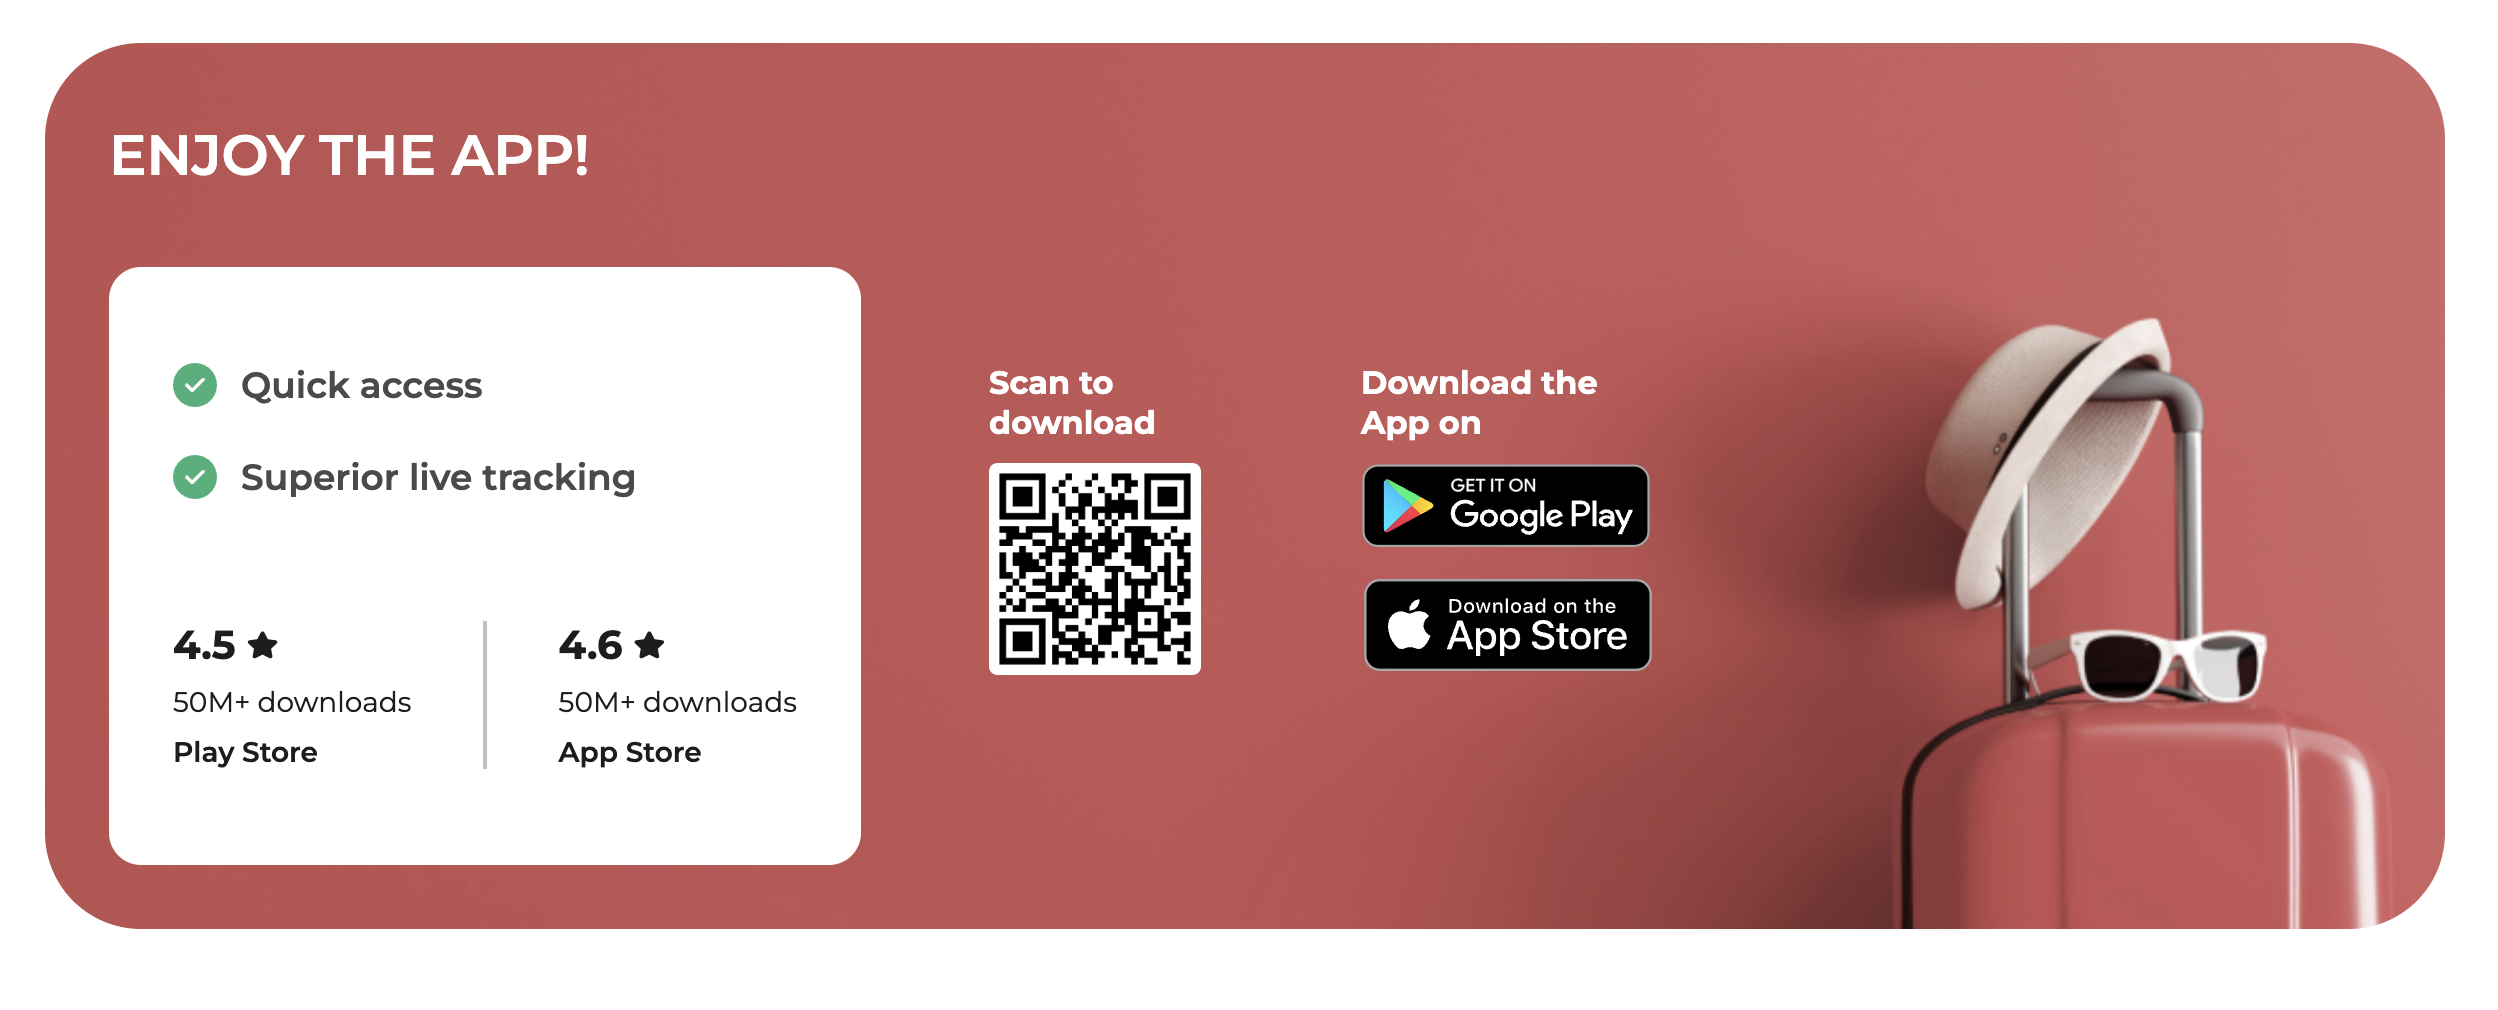 ENJOY THE APP!
Quick access
Superior live tracking
4.5
50M+ downloads
Play Store
4.6
50M+ downloads
App Store
Scan to
download
Download the
App on
GET IT ON
Google Play
Download on the
App Store